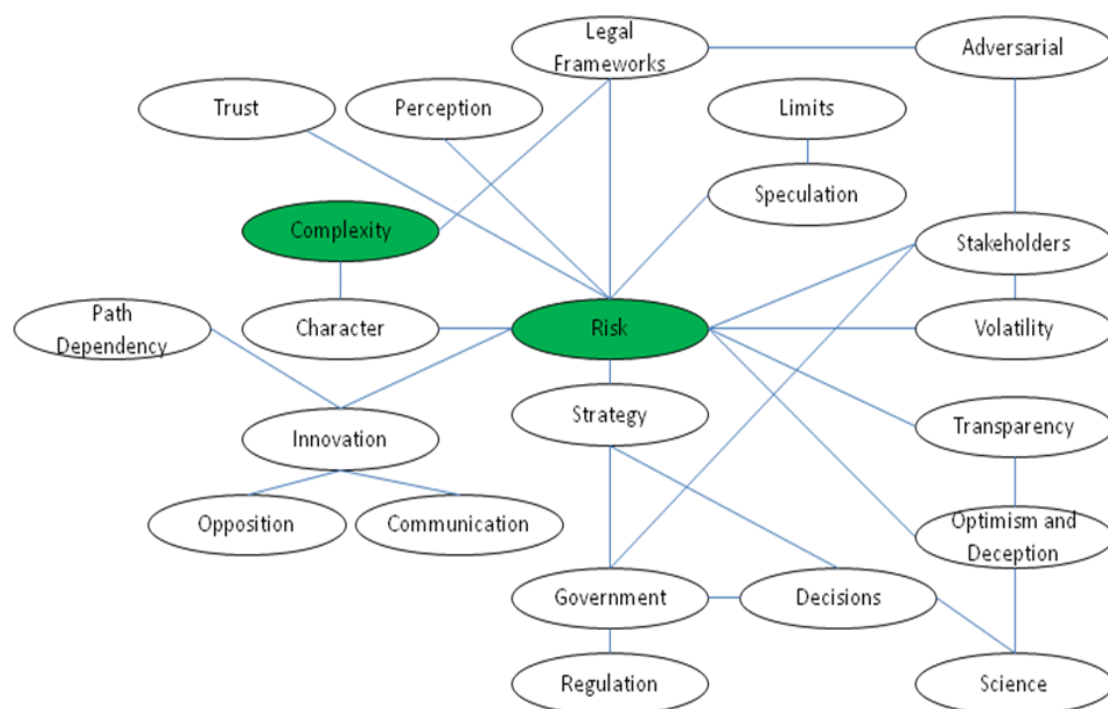 Legal
Frameworks
Adversarial
Trust
Perception
Limits
Speculation
Complexity
Stakeholders
Path
Dependency
Character
Risk
Volatility
Strategy
Transparency
Innovation
Opposition
Communication
Optimism and
Deception
Government
Decisions
Regulation
Science